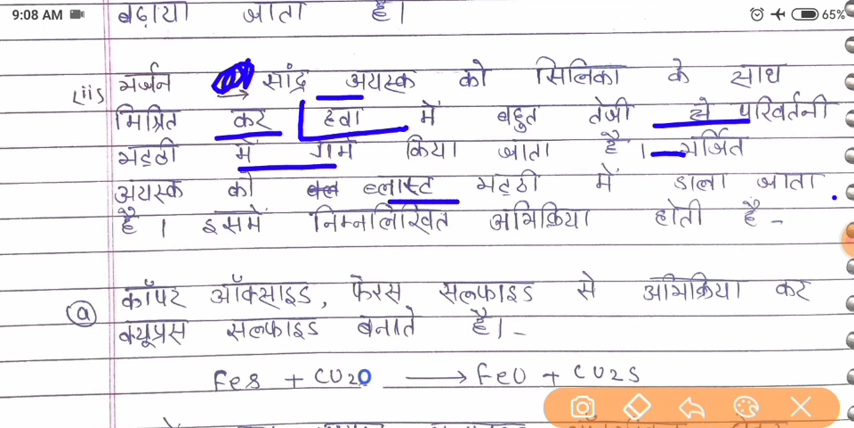 9:08 AM 65%
बढ़ाया जाता है।
(ii) भर्जन → सांद्र अयस्क को सिलिका के साथ
मिश्रित कर हवा में बहुत तेजी से परिवर्तनी
भट्टी में गर्म किया जाता है। भर्जित
अयस्क को ब्लास्ट भट्टी में डाला जाता
है। इसमें निम्नलिखित अभिक्रिया होती है -
(a) कॉपर ऑक्साइड, फेरस सल्फाइड से अभिक्रिया कर
क्यूप्रस सल्फाइड बनाते है। -
FeS + CU2O → FeO + CU2S